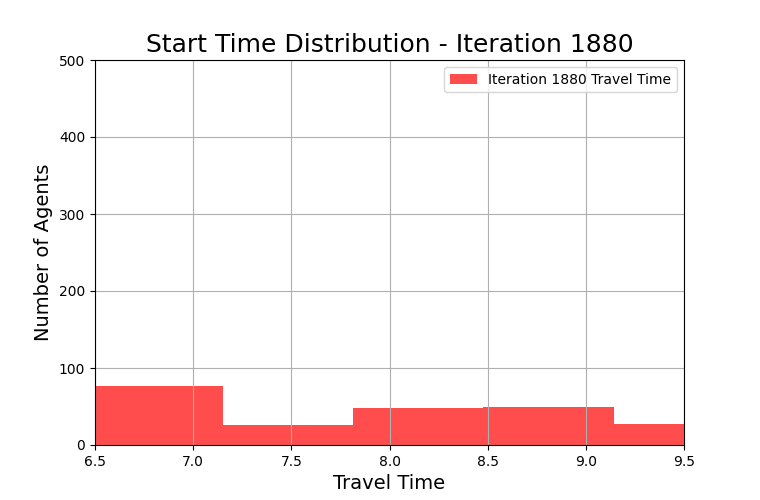 Start Time Distribution - Iteration 1880
500
400
300
200
100
0
Number of Agents
Iteration 1880 Travel Time
6.5 7.0 7.5 8.0 8.5 9.0 9.5
Travel Time